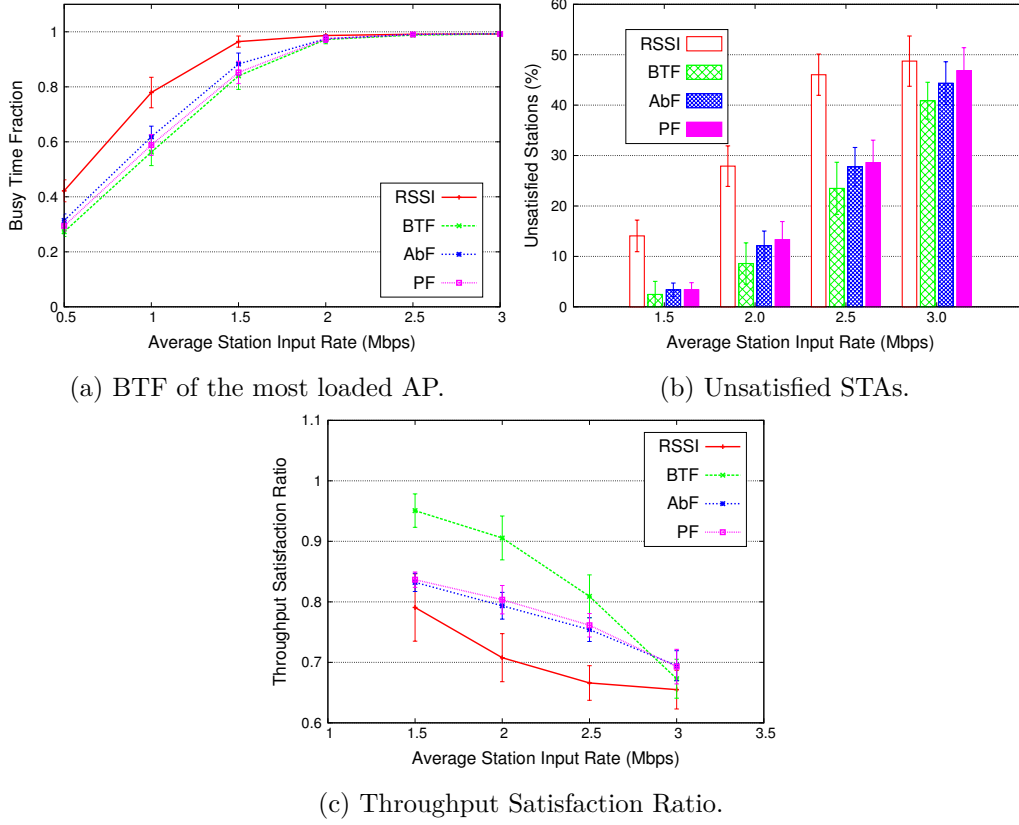 1
0.8
0.6
0.4
0.2
0
0.5 1 1.5 2 2.5 3
Busy Time Fraction
Average Station Input Rate (Mbps)
RSSI
BTF
AbF
PF
(a) BTF of the most loaded AP.
60
50
40
30
20
10
0
1.5 2.0 2.5 3.0
Unsatisfied Stations (%)
Average Station Input Rate (Mbps)
RSSI
BTF
AbF
PF
(b) Unsatisfied STAs.
1.1
1
0.9
0.8
0.7
0.6
1 1.5 2 2.5 3 3.5
Throughput Satisfaction Ratio
Average Station Input Rate (Mbps)
RSSI
BTF
AbF
PF
(c) Throughput Satisfaction Ratio.